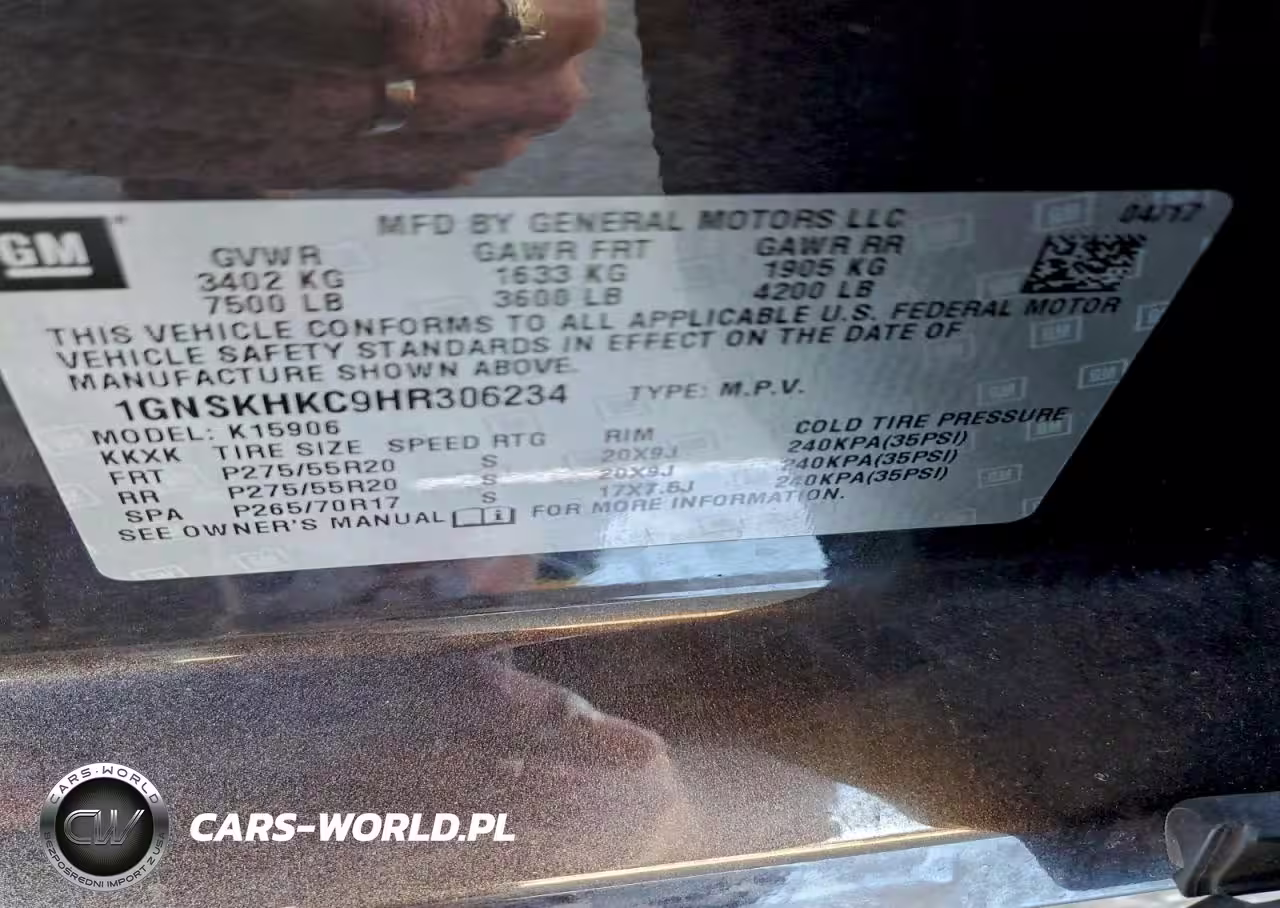 GM
MFD BY GENERAL MOTORS LLC 04/17
GVWR GAWR FRT GAWR RR
3402 KG 1633 KG 1905 KG
7500 LB 3600 LB 4200 LB
THIS VEHICLE CONFORMS TO ALL APPLICABLE U.S. FEDERAL MOTOR
VEHICLE SAFETY STANDARDS IN EFFECT ON THE DATE OF
MANUFACTURE SHOWN ABOVE.
1GNSKHKC9HR306234 TYPE: M.P.V.
MODEL: K15906
KKXK TIRE SIZE SPEED RTG RIM COLD TIRE PRESSURE
FRT P275/55R20 S 20X9J 240KPA(35PSI)
RR P275/55R20 S 20X9J 240KPA(35PSI)
SPA P265/70R17 S 17X7.5J 240KPA(35PSI)
SEE OWNER'S MANUAL FOR MORE INFORMATION.
CARS-WORLD
CW
BEZPOŚREDNI IMPORT Z USA
CARS-WORLD.PL